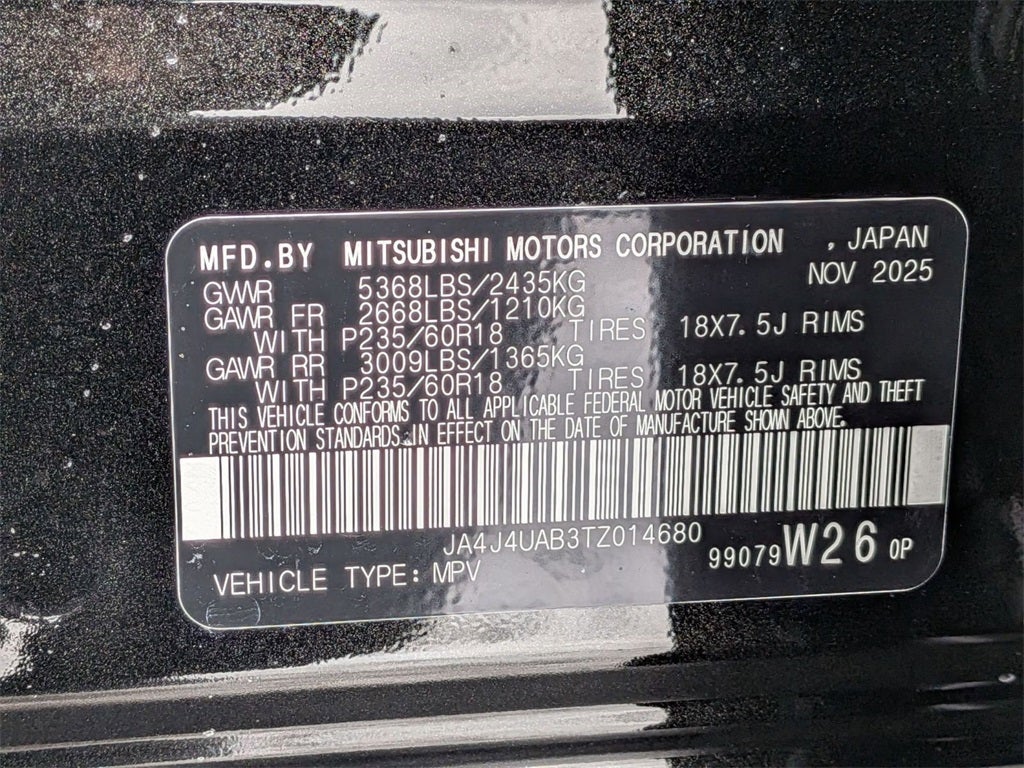 MFD.BY MITSUBISHI MOTORS CORPORATION , JAPAN
NOV 2025
GVWR 5368LBS/2435KG
GAWR FR 2668LBS/1210KG
WITH P235/60R18 TIRES 18X7.5J RIMS
GAWR RR 3009LBS/1365KG
WITH P235/60R18 TIRES 18X7.5J RIMS
THIS VEHICLE CONFORMS TO ALL APPLICABLE FEDERAL MOTOR VEHICLE SAFETY AND THEFT
PREVENTION STANDARDS IN EFFECT ON THE DATE OF MANUFACTURE SHOWN ABOVE.
JA4J4UAB3TZ014680
99079W26 0P
VEHICLE TYPE: MPV